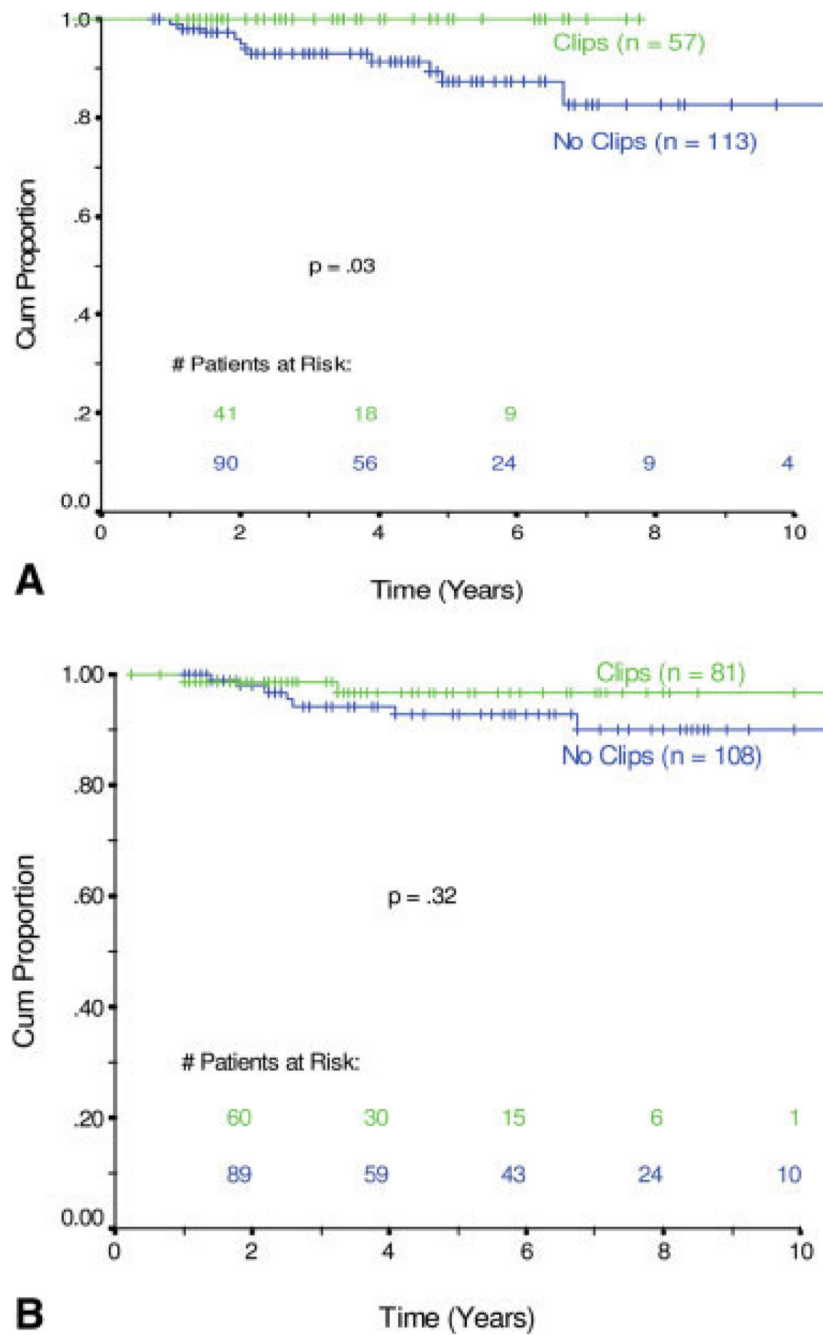 1.0
Clips (n = 57)
.8
No Clips (n = 113)
.6
p = .03
Cum Proportion
.4
# Patients at Risk:
.2
41 18 9
90 56 24 9 4
0.0
0 2 4 6 8 10
A
Time (Years)
1.00
Clips (n = 81)
No Clips (n = 108)
.80
.60
p = .32
Cum Proportion
.40
# Patients at Risk:
.20
60 30 15 6 1
89 59 43 24 10
0.00
0 2 4 6 8 10
B
Time (Years)